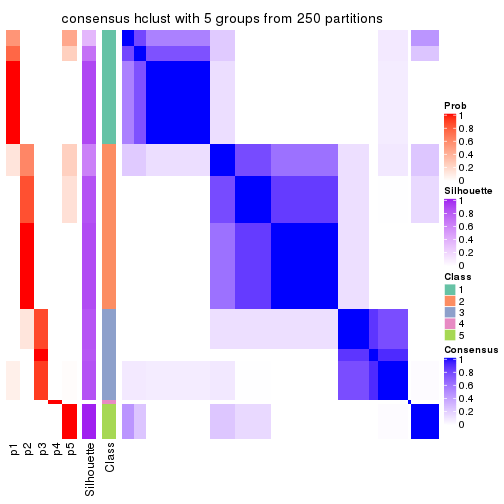 consensus hclust with 5 groups from 250 partitions
Prob
1
0.8
0.6
0.4
0.2
0
Silhouette
1
0.8
0.6
0.4
0.2
0
Class
1
2
3
4
5
Consensus
1
0.8
0.6
0.4
0.2
0
p1
p2
p3
p4
p5
Silhouette
Class